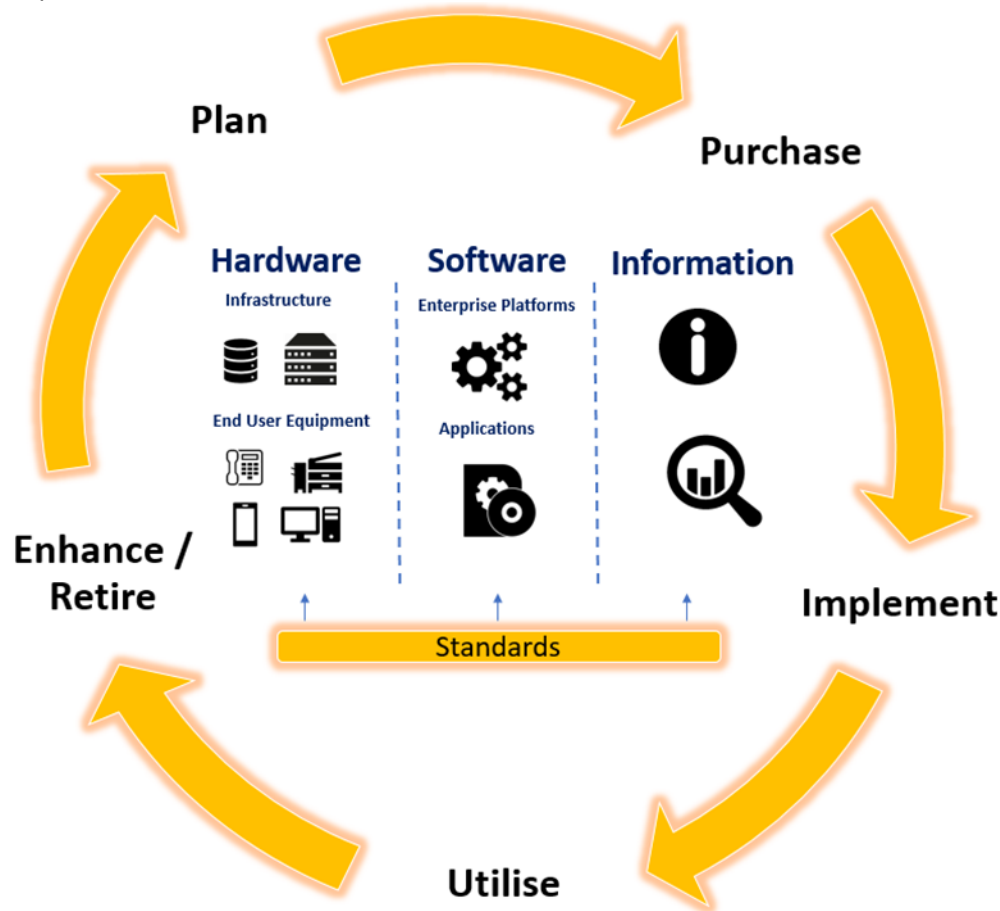 Plan
Purchase
Hardware
Software
Information
Infrastructure
Enterprise Platforms
End User Equipment
Applications
Enhance /
Retire
Implement
Standards
Utilise